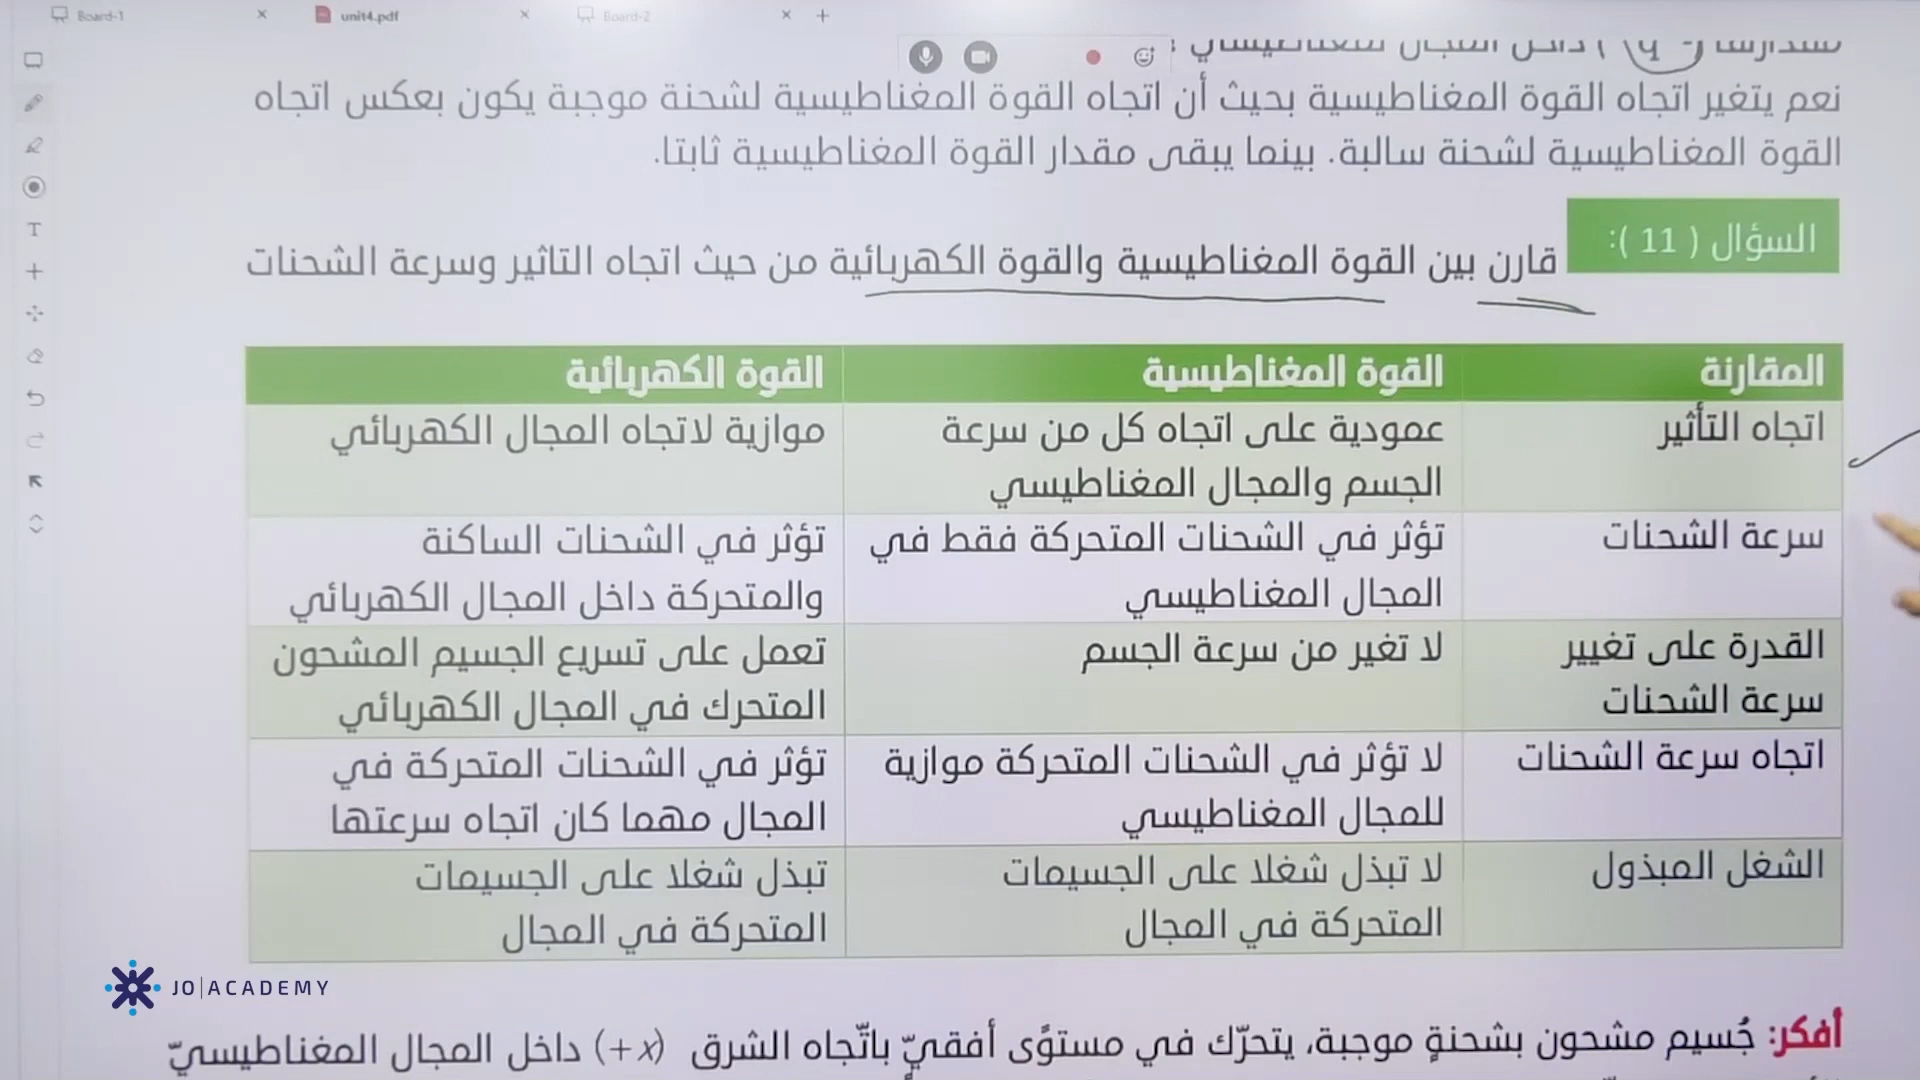 Board-1
unit4.pdf
Board-2
داخل المجال المغناطيسي
نعم يتغير اتجاه القوة المغناطيسية بحيث أن اتجاه القوة المغناطيسية لشحنة موجبة يكون بعكس اتجاه
القوة المغناطيسية لشحنة سالبة. بينما يبقى مقدار القوة المغناطيسية ثابتا.
السؤال ( 11 ):
قارن بين القوة المغناطيسية والقوة الكهربائية من حيث اتجاه التاثير وسرعة الشحنات
المقارنة القوة المغناطيسية القوة الكهربائية
اتجاه التأثير عمودية على اتجاه كل من سرعة موازية لاتجاه المجال الكهربائي
الجسم والمجال المغناطيسي
سرعة الشحنات تؤثر في الشحنات المتحركة فقط في تؤثر في الشحنات الساكنة
المجال المغناطيسي والمتحركة داخل المجال الكهربائي
القدرة على تغيير لا تغير من سرعة الجسم تعمل على تسريع الجسيم المشحون
سرعة الشحنات المتحرك في المجال الكهربائي
اتجاه سرعة الشحنات لا تؤثر في الشحنات المتحركة موازية تؤثر في الشحنات المتحركة في
للمجال المغناطيسي المجال مهما كان اتجاه سرعتها
الشغل المبذول لا تبذل شغلا على الجسيمات تبذل شغلا على الجسيمات
المتحركة في المجال المتحركة في المجال
JO|ACADEMY
أفكر: جُسيم مشحون بشحنةٍ موجبة، يتحرّك في مستوًى أفقيّ باتّجاه الشرق (+x) داخل المجال المغناطيسيّ